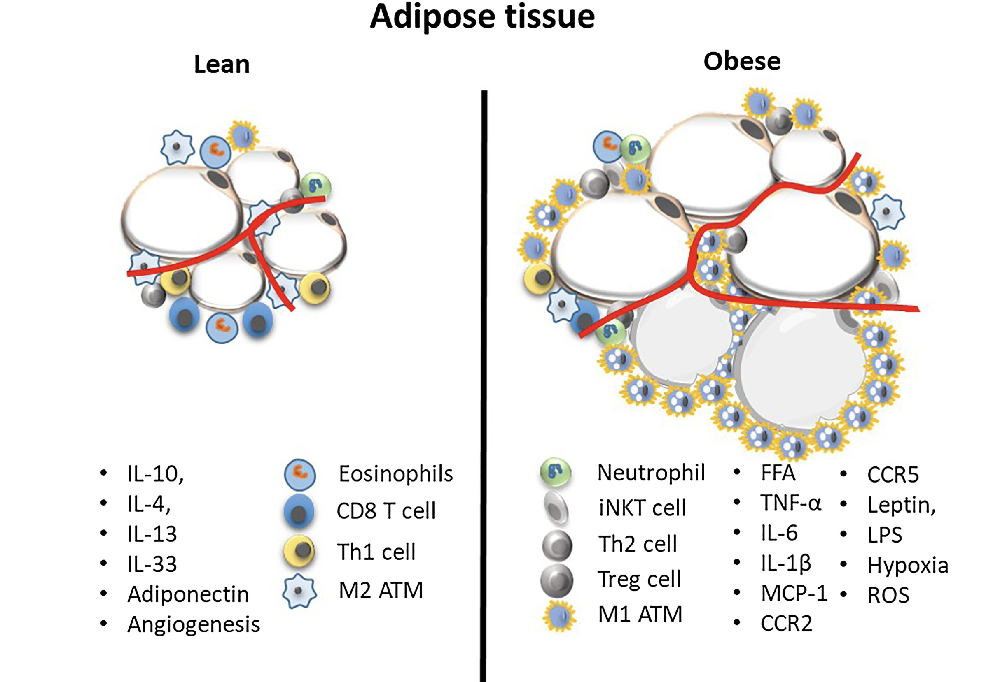 Adipose tissue
Lean
Obese
IL-10,
IL-4,
IL-13
IL-33
Adiponectin
Angiogenesis
Eosinophils
CD8 T cell
Th1 cell
M2 ATM
Neutrophil
iNKT cell
Th2 cell
Treg cell
M1 ATM
FFA
TNF-α
IL-6
IL-1β
MCP-1
CCR2
CCR5
Leptin,
LPS
Hypoxia
ROS